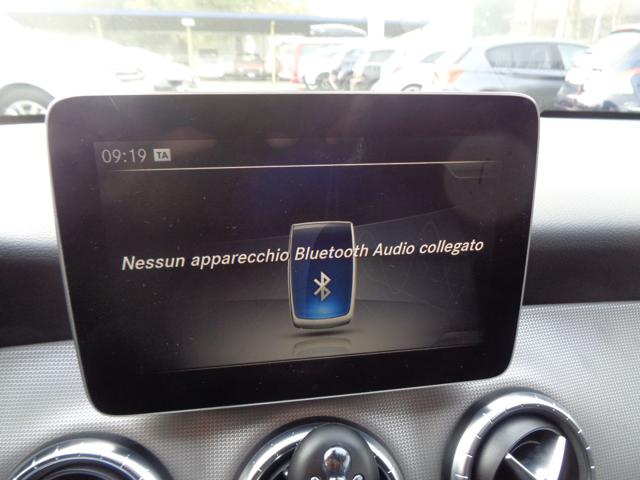 09:19 TA
Nessun apparecchio Bluetooth Audio collegato